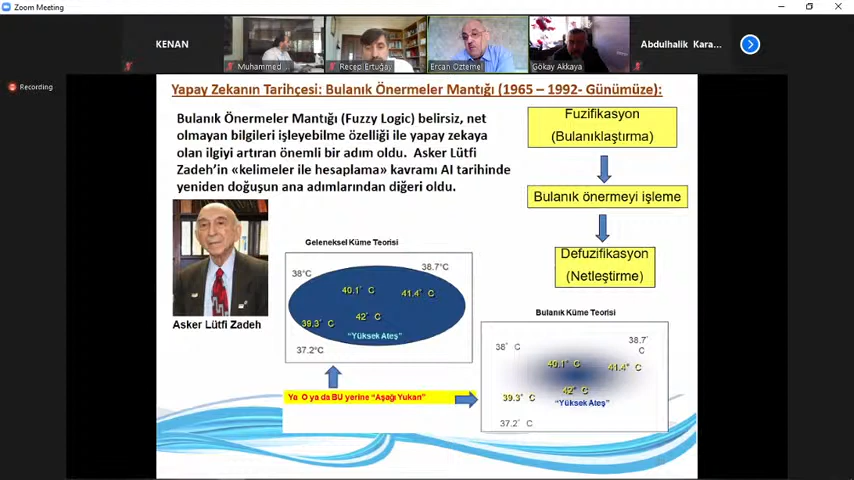 Zoom Meeting
KENAN
Muhammed ...
Recep Ertuğay
Ercan Öztemel
Gökay Akkaya
Abdulhalik Kara...
Recording
Yapay Zekanın Tarihçesi: Bulanık Önermeler Mantığı (1965 – 1992- Günümüze):
Bulanık Önermeler Mantığı (Fuzzy Logic) belirsiz, net
olmayan bilgileri işleyebilme özelliği ile yapay zekaya
olan ilgiyi artıran önemli bir adım oldu. Asker Lütfi
Zadeh'in «kelimeler ile hesaplama» kavramı AI tarihinde
yeniden doğuşun ana adımlarından diğeri oldu.
Fuzifikasyon
(Bulanıklaştırma)
Bulanık önermeyi işleme
Defuzifikasyon
(Netleştirme)
Asker Lütfi Zadeh
Geleneksel Küme Teorisi
38°C
38.7°C
40.1° C
41.4° C
42° C
39.3° C
"Yüksek Ateş"
37.2°C
Ya O ya da BU yerine "Aşağı Yukarı"
Bulanık Küme Teorisi
38° C
38.7°
C
40.1° C
41.4° C
42° C
39.3° C
"Yüksek Ateş"
37.2° C